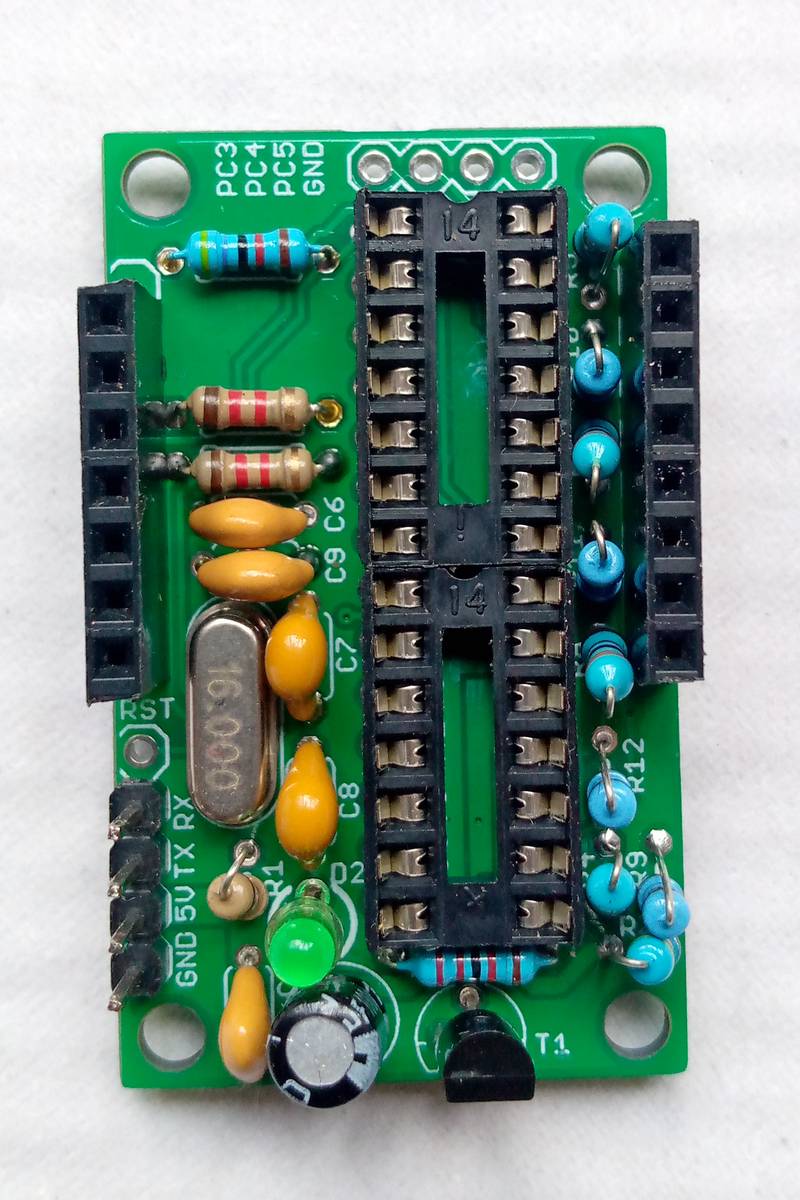 PC3
PC4
PC5
GND
14
C6
C9
14
C7
16.000
RST
C8
R12
RX
TX
5V
GND
R1
D2
R9
T1